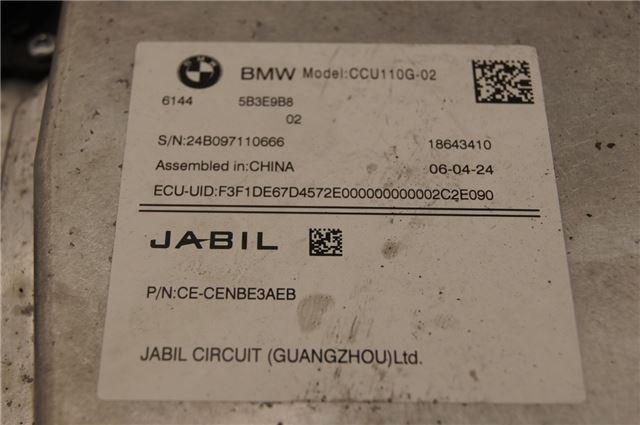 BMW Model:CCU110G-02
6144 5B3E9B8
02
S/N:24B097110666 18643410
Assembled in:CHINA 06-04-24
ECU-UID:F3F1DE67D4572E000000000002C2E090
JABIL
P/N:CE-CENBE3AEB
JABIL CIRCUIT (GUANGZHOU)Ltd.